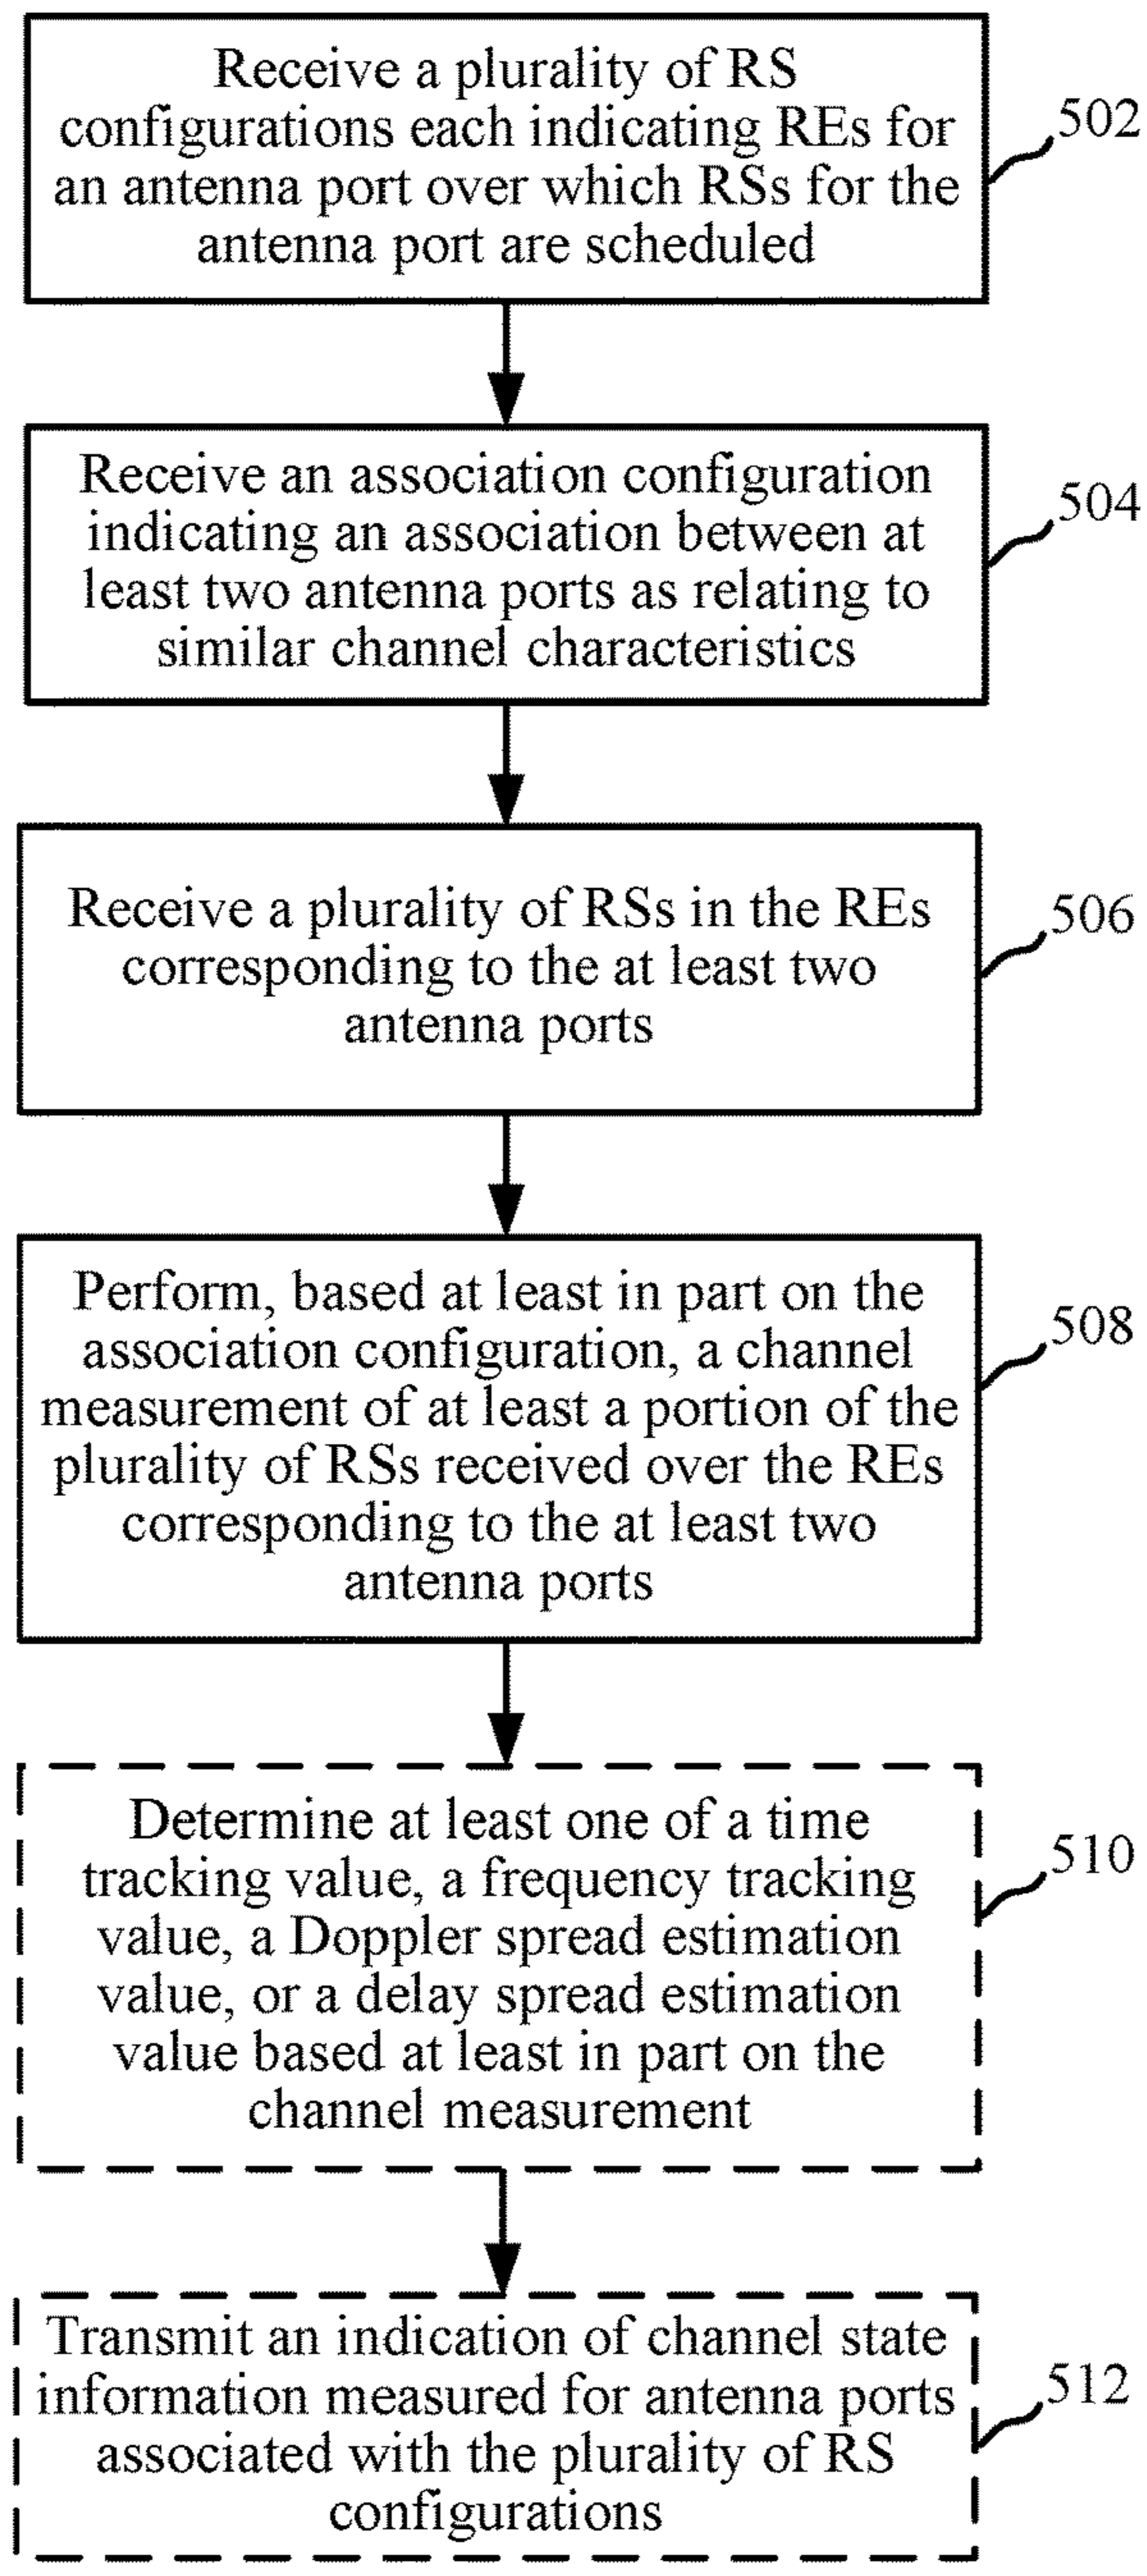 Receive a plurality of RS
configurations each indicating REs for
an antenna port over which RSs for the
antenna port are scheduled
502
Receive an association configuration
indicating an association between at
least two antenna ports as relating to
similar channel characteristics
504
Receive a plurality of RSs in the REs
corresponding to the at least two
antenna ports
506
Perform, based at least in part on the
association configuration, a channel
measurement of at least a portion of the
plurality of RSs received over the REs
corresponding to the at least two
antenna ports
508
Determine at least one of a time
tracking value, a frequency tracking
value, a Doppler spread estimation
value, or a delay spread estimation
value based at least in part on the
channel measurement
510
Transmit an indication of channel state
information measured for antenna ports
associated with the plurality of RS
configurations
512